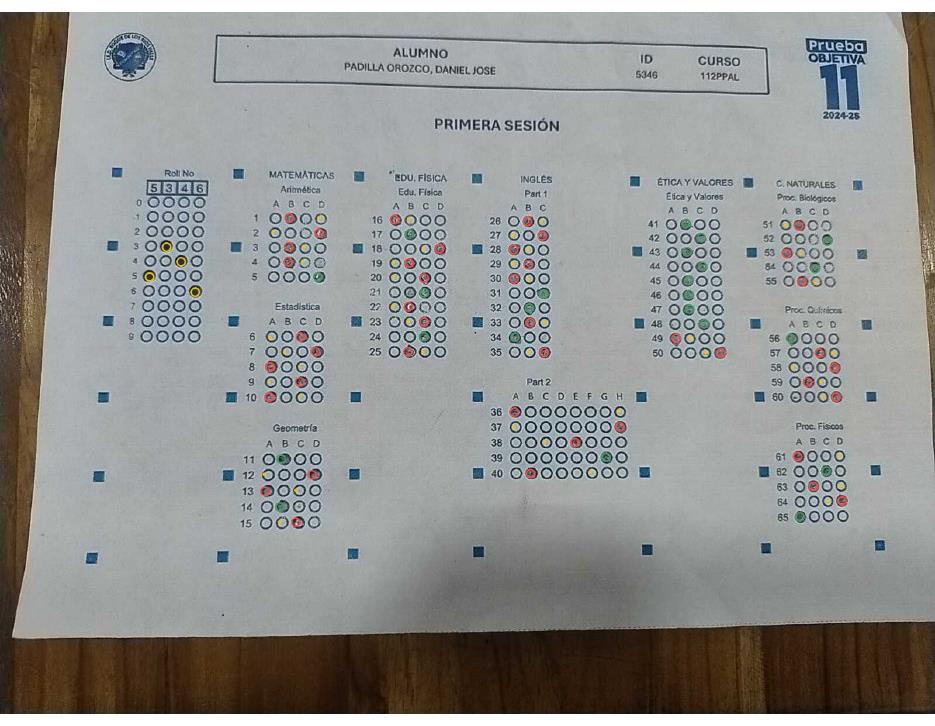 I.E.D. ROQUE DE LOS RIOS VALLE
ALUMNO
PADILLA OROZCO, DANIEL JOSE
ID
5346
CURSO
112PPAL
Prueba
OBJETIVA
11
2024-25
PRIMERA SESIÓN
Roll No
5 3 4 6
0
1
2
3
4
5
6
7
8
9
MATEMÁTICAS
Aritmética
A B C D
1
2
3
4
5
Estadística
A B C D
6
7
8
9
10
Geometría
A B C D
11
12
13
14
15
EDU. FÍSICA
Edu. Física
A B C D
16
17
18
19
20
21
22
23
24
25
INGLÉS
Part 1
A B C
26
27
28
29
30
31
32
33
34
35
Part 2
A B C D E F G H
36
37
38
39
40
ÉTICA Y VALORES
Ética y Valores
A B C D
41
42
43
44
45
46
47
48
49
50
C. NATURALES
Proc. Biológicos
A B C D
51
52
53
54
55
Proc. Químicos
A B C D
56
57
58
59
60
Proc. Físicos
A B C D
61
62
63
64
65